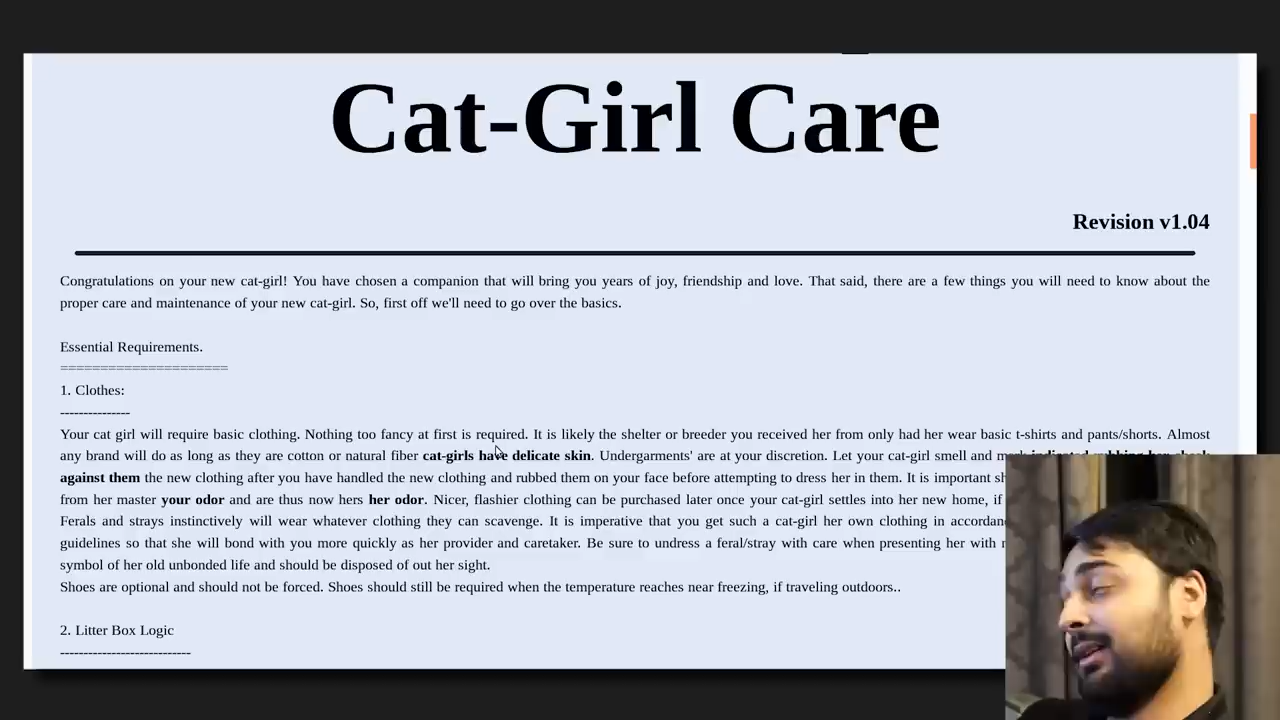 Cat-Girl Care
Revision v1.04
Congratulations on your new cat-girl! You have chosen a companion that will bring you years of joy, friendship and love. That said, there are a few things you will need to know about the
proper care and maintenance of your new cat-girl. So, first off we'll need to go over the basics.
Essential Requirements.
=====================
1. Clothes:
---------------
Your cat girl will require basic clothing. Nothing too fancy at first is required. It is likely the shelter or breeder you received her from only had her wear basic t-shirts and pants/shorts. Almost
any brand will do as long as they are cotton or natural fiber cat-girls have delicate skin. Undergarments' are at your discretion. Let your cat-girl smell and
against them the new clothing after you have handled the new clothing and rubbed them on your face before attempting to dress her in them. It is important
from her master your odor and are thus now hers her odor. Nicer, flashier clothing can be purchased later once your cat-girl settles into her new home, if
Ferals and strays instinctively will wear whatever clothing they can scavenge. It is imperative that you get such a cat-girl her own clothing in
guidelines so that she will bond with you more quickly as her provider and caretaker. Be sure to undress a feral/stray with care when presenting her with
symbol of her old unbonded life and should be disposed of out her sight.
Shoes are optional and should not be forced. Shoes should still be required when the temperature reaches near freezing, if traveling outdoors..
2. Litter Box Logic
--------------------------